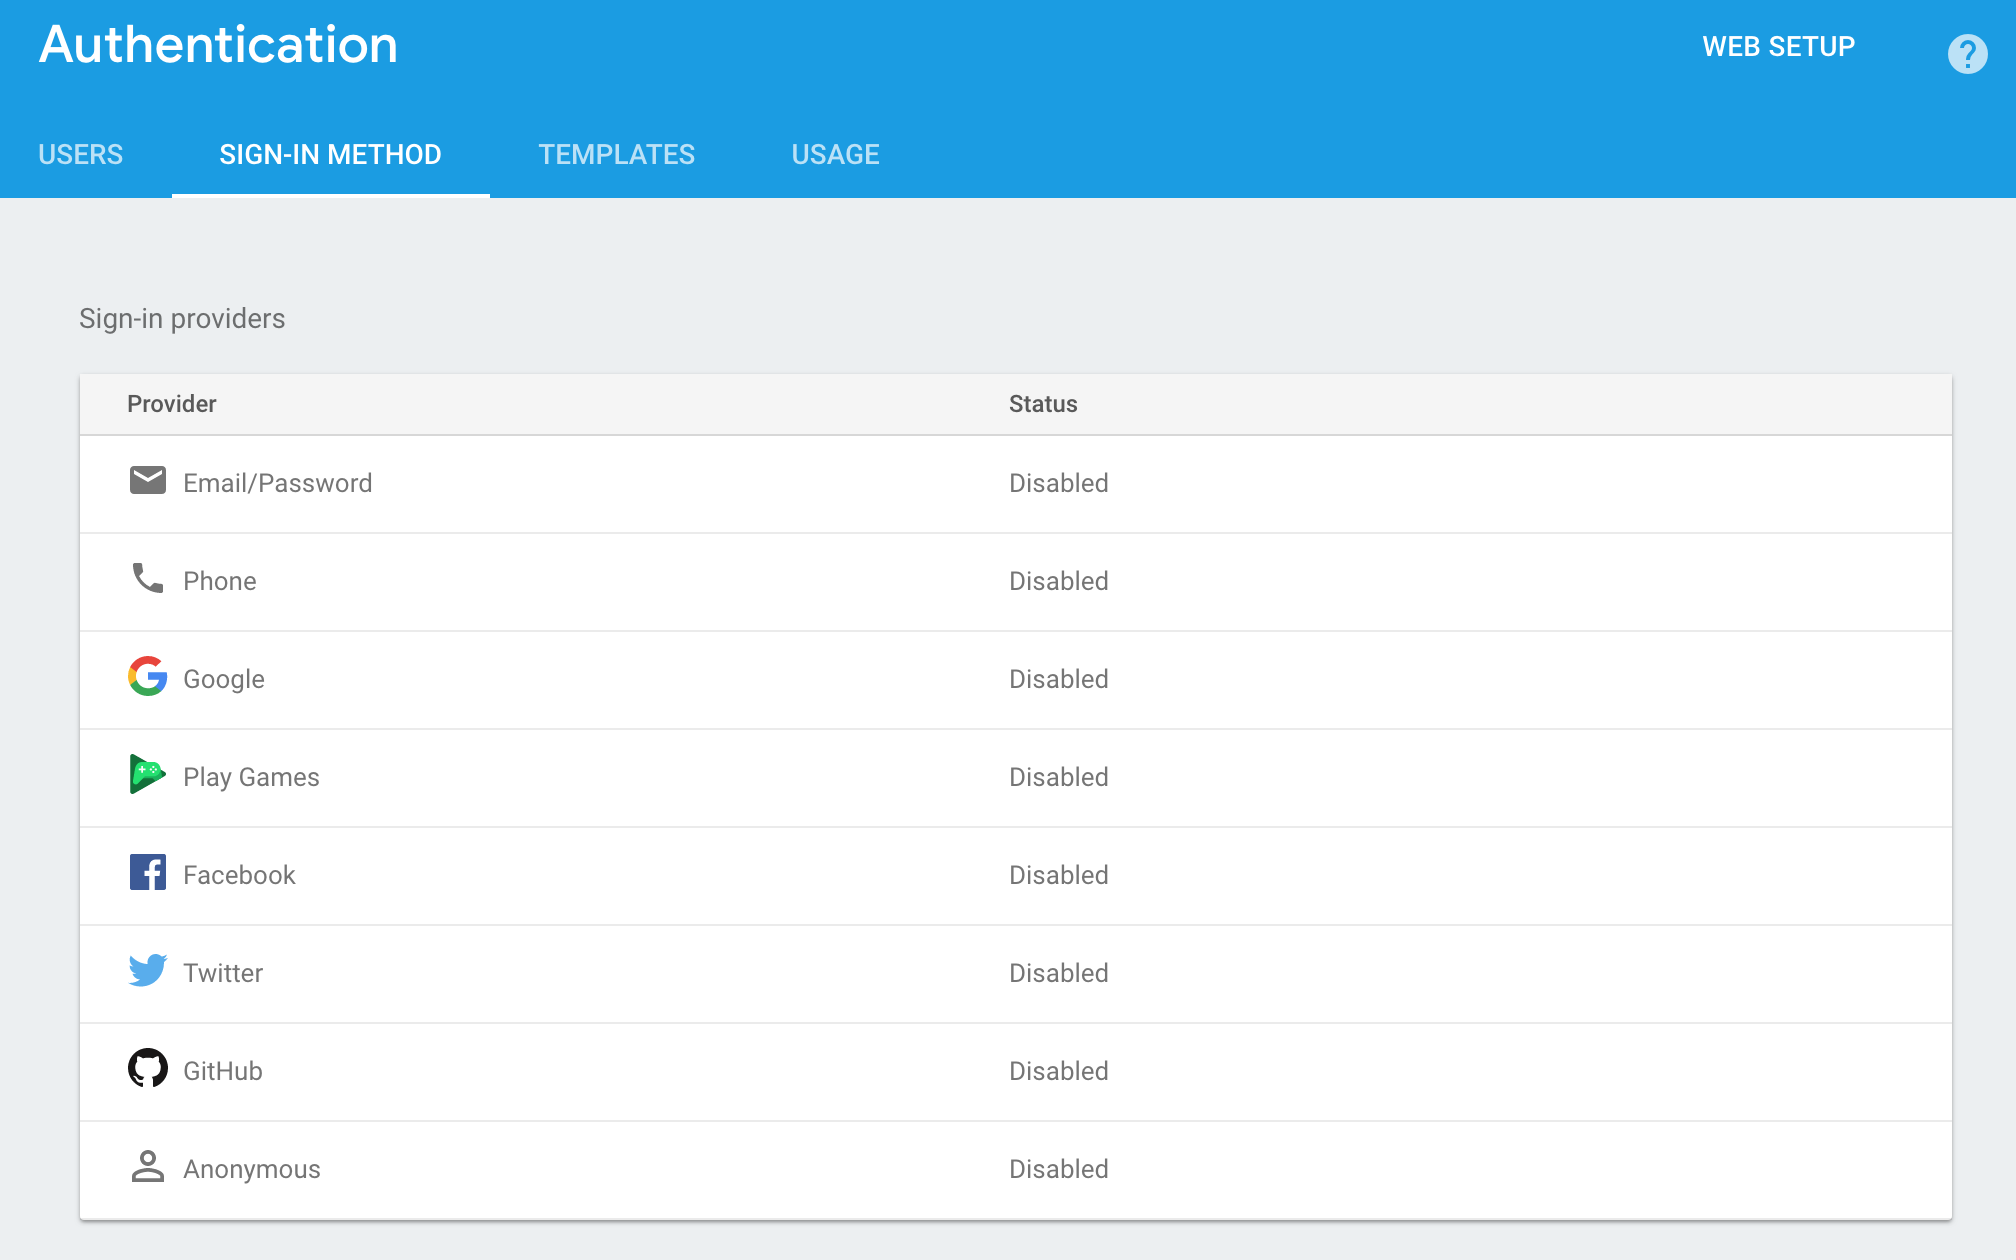 Authentication
WEB SETUP
?
USERS SIGN-IN METHOD TEMPLATES USAGE
Sign-in providers
Provider Status
Email/Password Disabled
Phone Disabled
Google Disabled
Play Games Disabled
Facebook Disabled
Twitter Disabled
GitHub Disabled
Anonymous Disabled